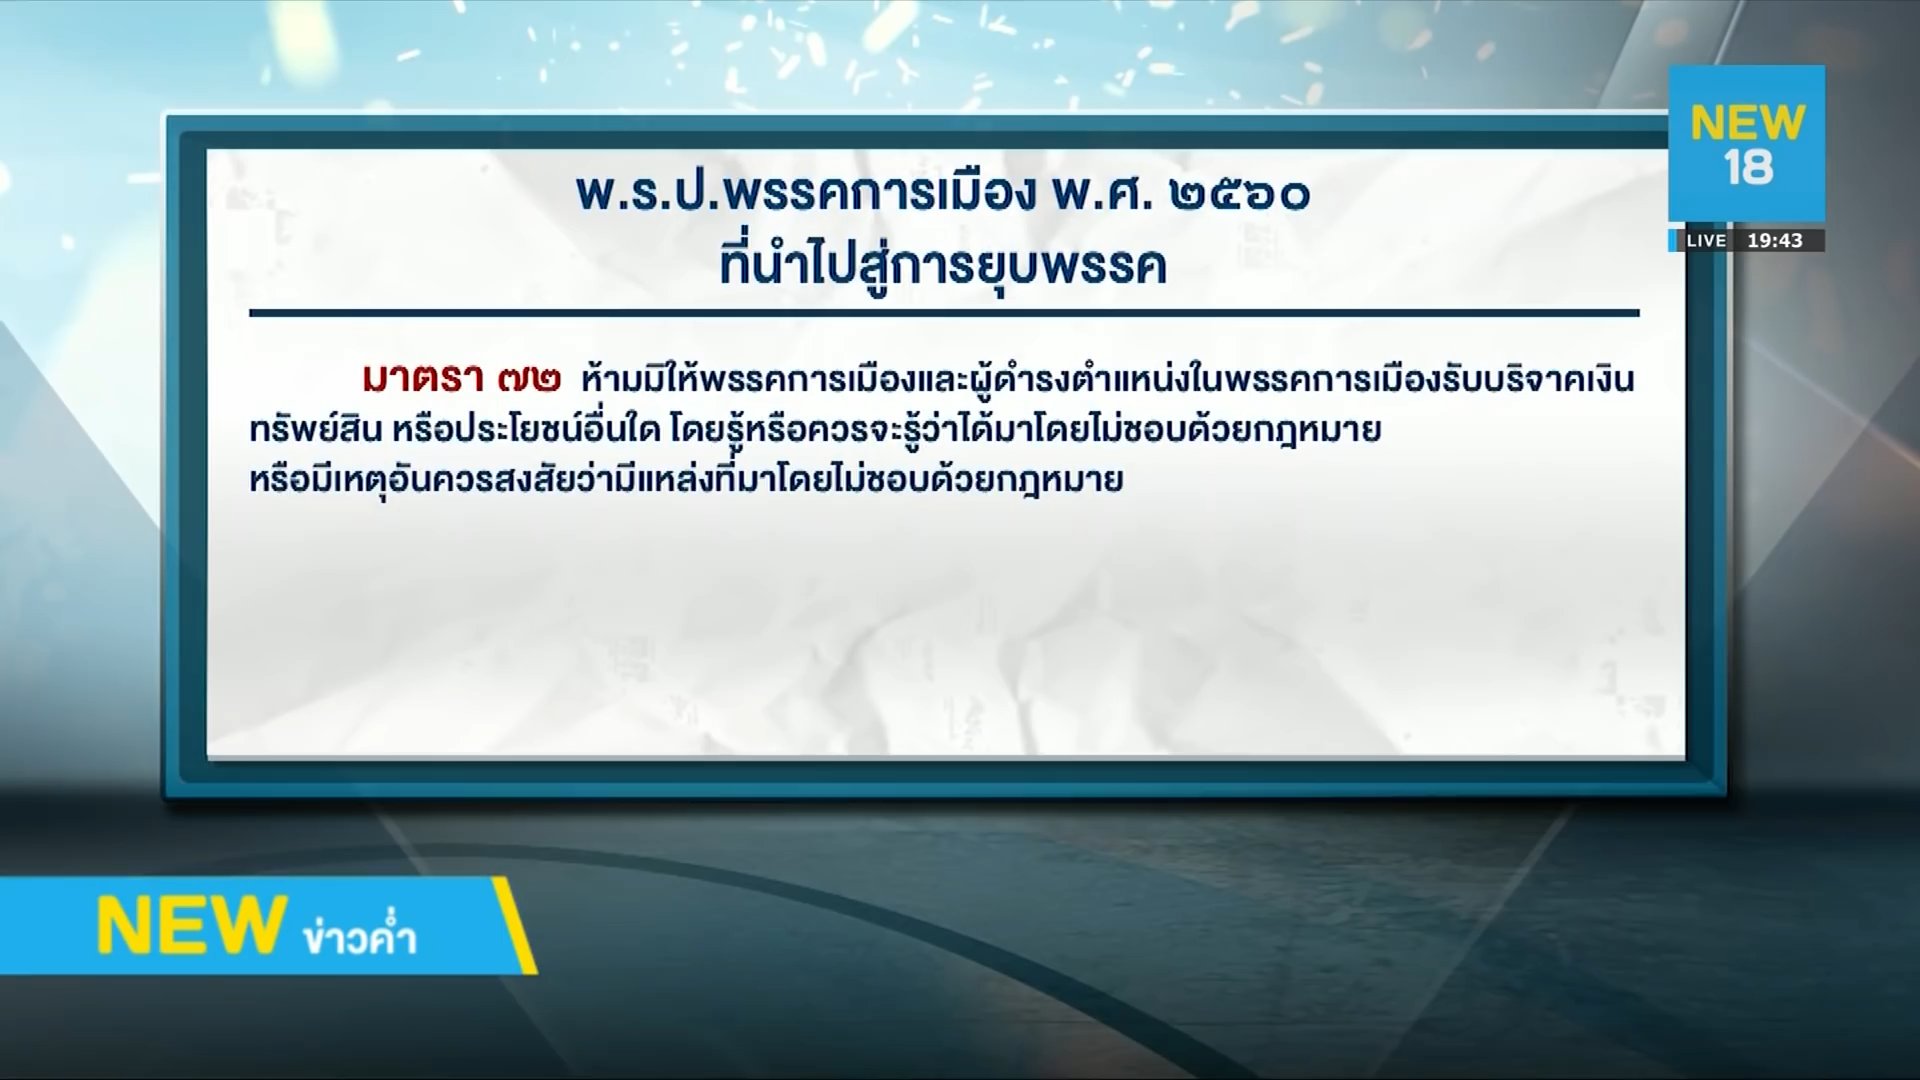 พ.ร.ป.พรรคการเมือง พ.ศ. ๒๕๖๐
ที่นำไปสู่การยุบพรรค
มาตรา ๗๒ ห้ามมิให้พรรคการเมืองและผู้ดำรงตำแหน่งในพรรคการเมืองรับบริจาคเงิน
ทรัพย์สิน หรือประโยชน์อื่นใด โดยรู้หรือควรจะรู้ว่าได้มาโดยไม่ชอบด้วยกฎหมาย
หรือมีเหตุอันควรสงสัยว่ามีแหล่งที่มาโดยไม่ชอบด้วยกฎหมาย
NEW
18
LIVE 19:43
NEW ข่าวค่ำ